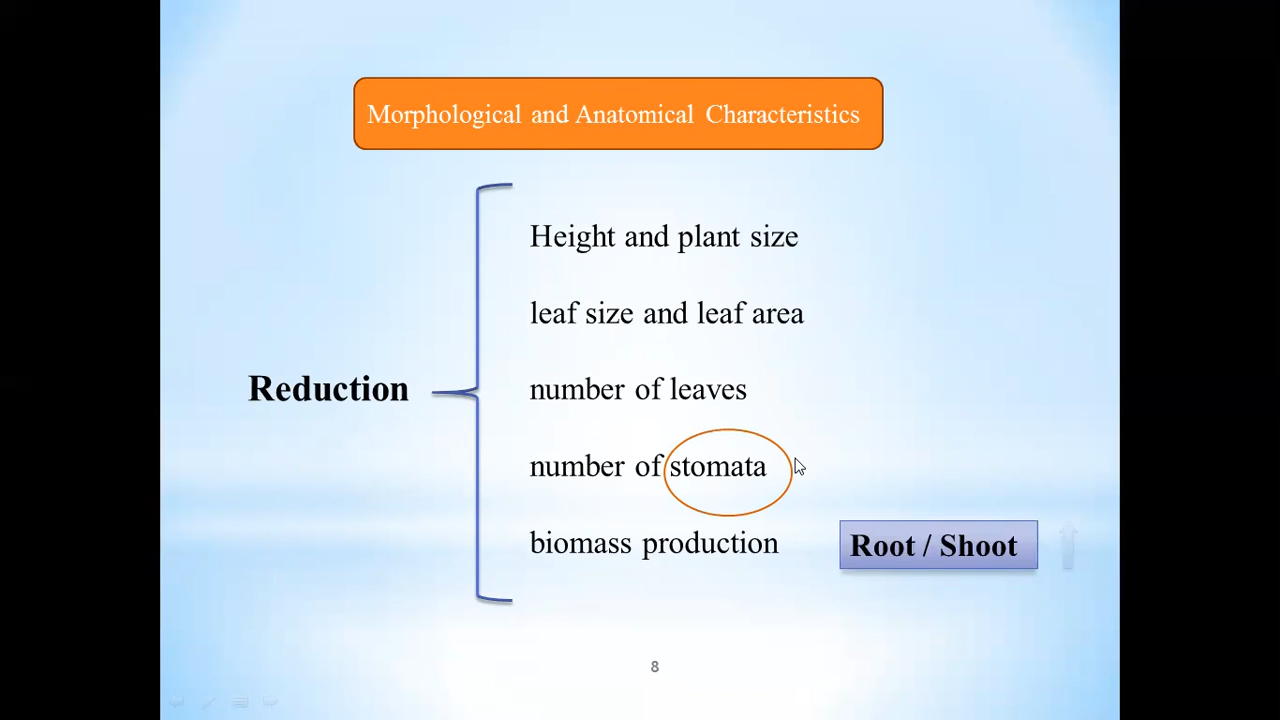 Morphological and Anatomical Characteristics
Height and plant size
leaf size and leaf area
number of leaves
Reduction
number of stomata
biomass production
Root / Shoot
8